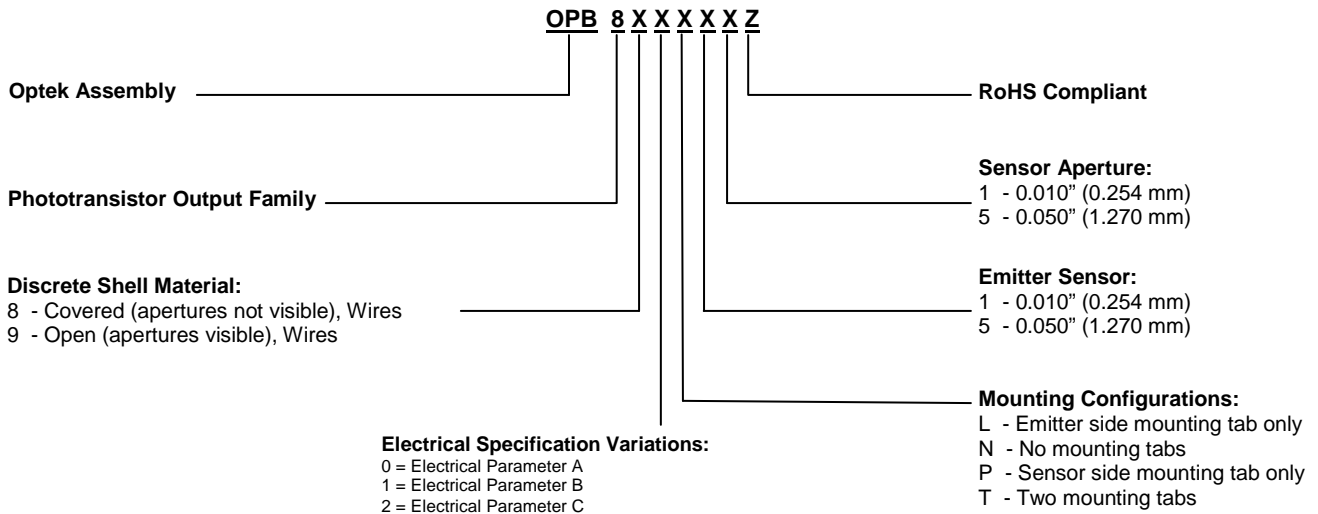 OPB 8 X X X X X Z
Optek Assembly
RoHS Compliant
Phototransistor Output Family
Sensor Aperture:
1 - 0.010” (0.254 mm)
5 - 0.050” (1.270 mm)
Discrete Shell Material:
8 - Covered (apertures not visible), Wires
9 - Open (apertures visible), Wires
Emitter Sensor:
1 - 0.010” (0.254 mm)
5 - 0.050” (1.270 mm)
Electrical Specification Variations:
0 = Electrical Parameter A
1 = Electrical Parameter B
2 = Electrical Parameter C
Mounting Configurations:
L - Emitter side mounting tab only
N - No mounting tabs
P - Sensor side mounting tab only
T - Two mounting tabs